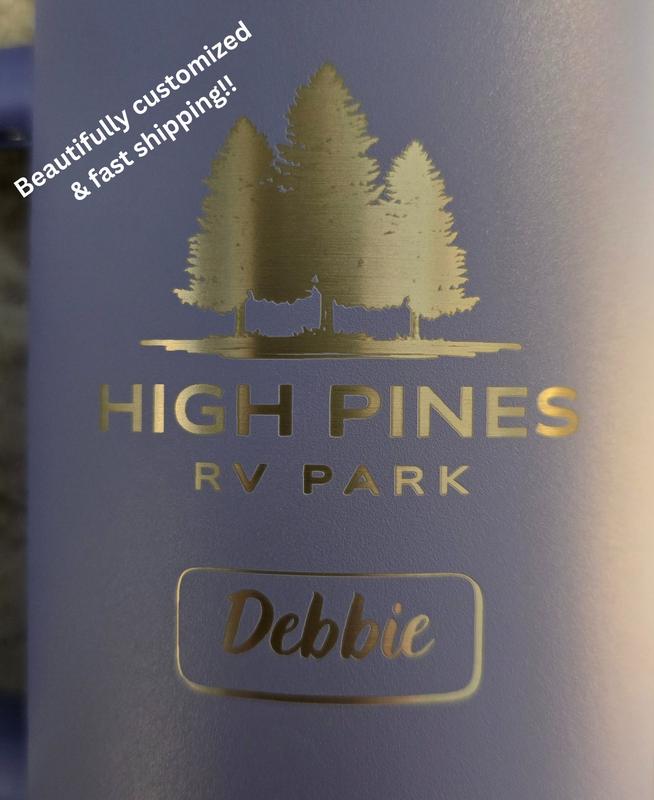 Beautifully customized
& fast shipping!!
HIGH PINES
RV PARK
Debbie